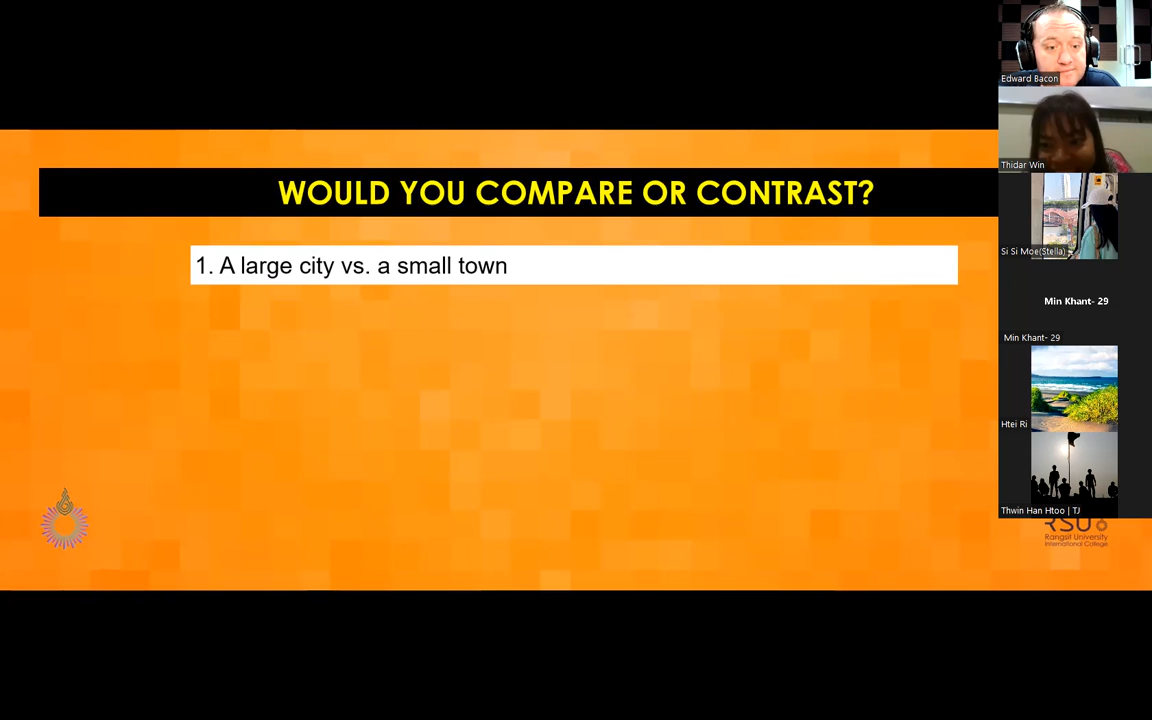 Edward Bacon
Thidar Win
WOULD YOU COMPARE OR CONTRAST?
1. A large city vs. a small town
Si Si Moe(Stella)
Min Khant- 29
Min Khant- 29
Htei Ri
Thwin Han Htoo | TJ
RSU
Rangsit University
International College